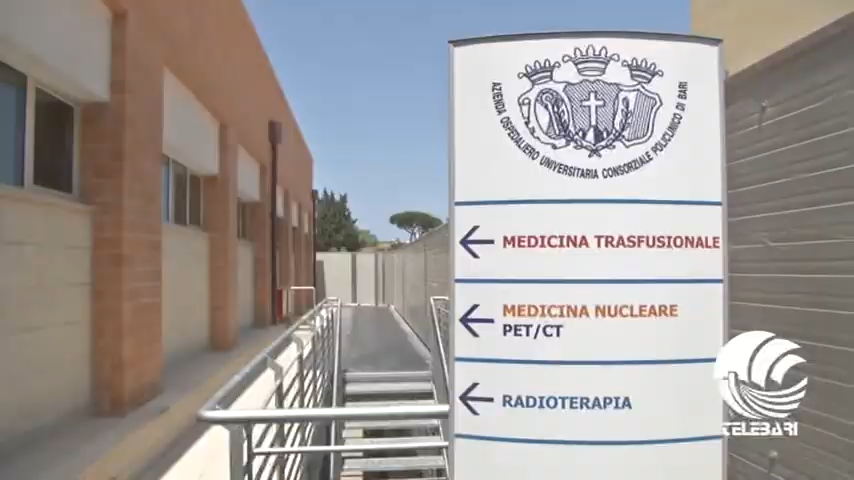 AZIENDA OSPEDALIERO UNIVERSITARIA CONSORZIALE POLICLINICO DI BARI
MEDICINA TRASFUSIONALE
MEDICINA NUCLEARE
PET/CT
RADIOTERAPIA
TELEBARI